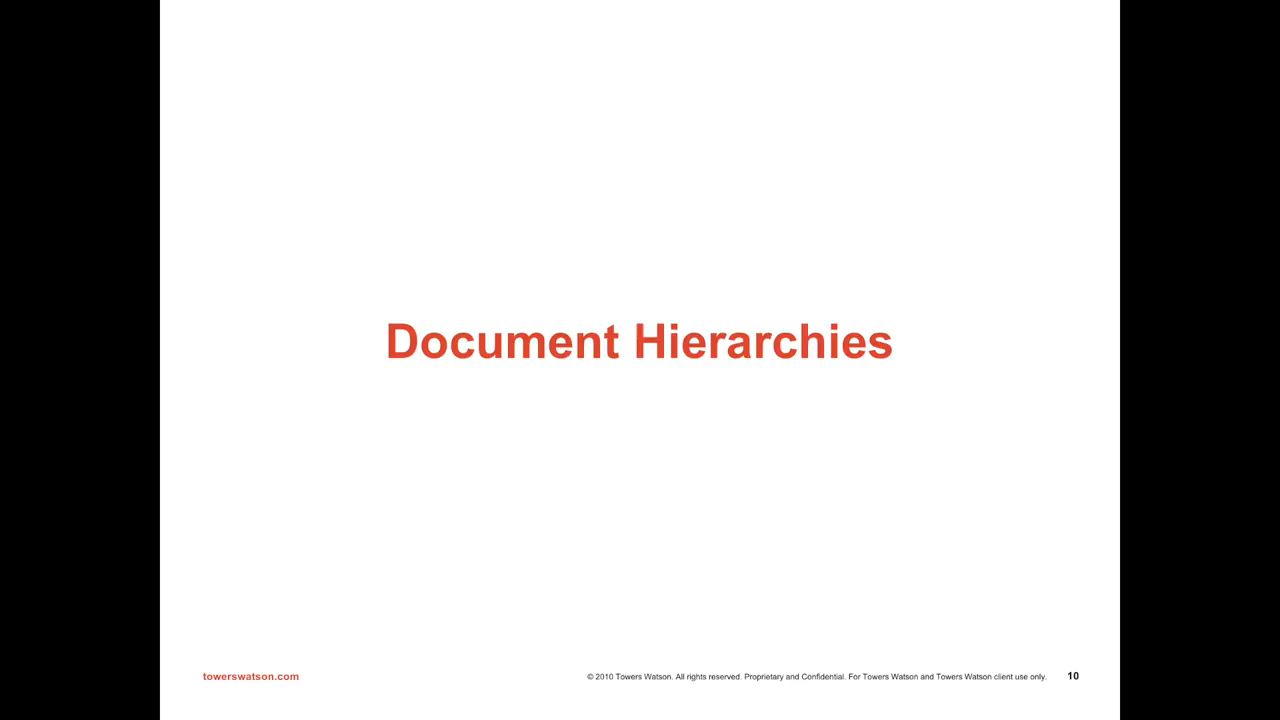 Document Hierarchies
towerswatson.com
© 2010 Towers Watson. All rights reserved. Proprietary and Confidential. For Towers Watson and Towers Watson client use only.
10